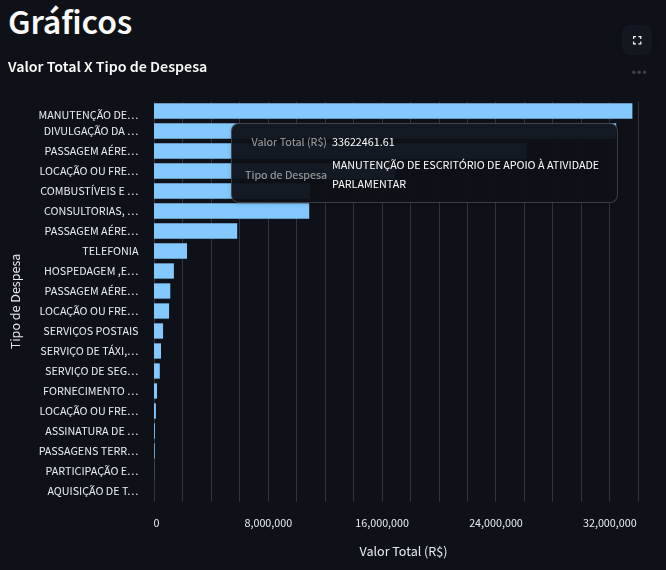 Gráficos
Valor Total X Tipo de Despesa
MANUTENÇÃO DE…
DIVULGAÇÃO DA …
PASSAGEM AÉRE…
LOCAÇÃO OU FRE…
COMBUSTÍVEIS E …
CONSULTORIAS, …
PASSAGEM AÉRE…
TELEFONIA
HOSPEDAGEM ,E…
PASSAGEM AÉRE…
LOCAÇÃO OU FRE…
SERVIÇOS POSTAIS
SERVIÇO DE TÁXI,…
SERVIÇO DE SEG…
FORNECIMENTO …
LOCAÇÃO OU FRE…
ASSINATURA DE …
PASSAGENS TERR…
PARTICIPAÇÃO E…
AQUISIÇÃO DE T…
Tipo de Despesa
Valor Total (R$) 33622461.61
Tipo de Despesa MANUTENÇÃO DE ESCRITÓRIO DE APOIO À ATIVIDADE
PARLAMENTAR
0 8,000,000 16,000,000 24,000,000 32,000,000
Valor Total (R$)